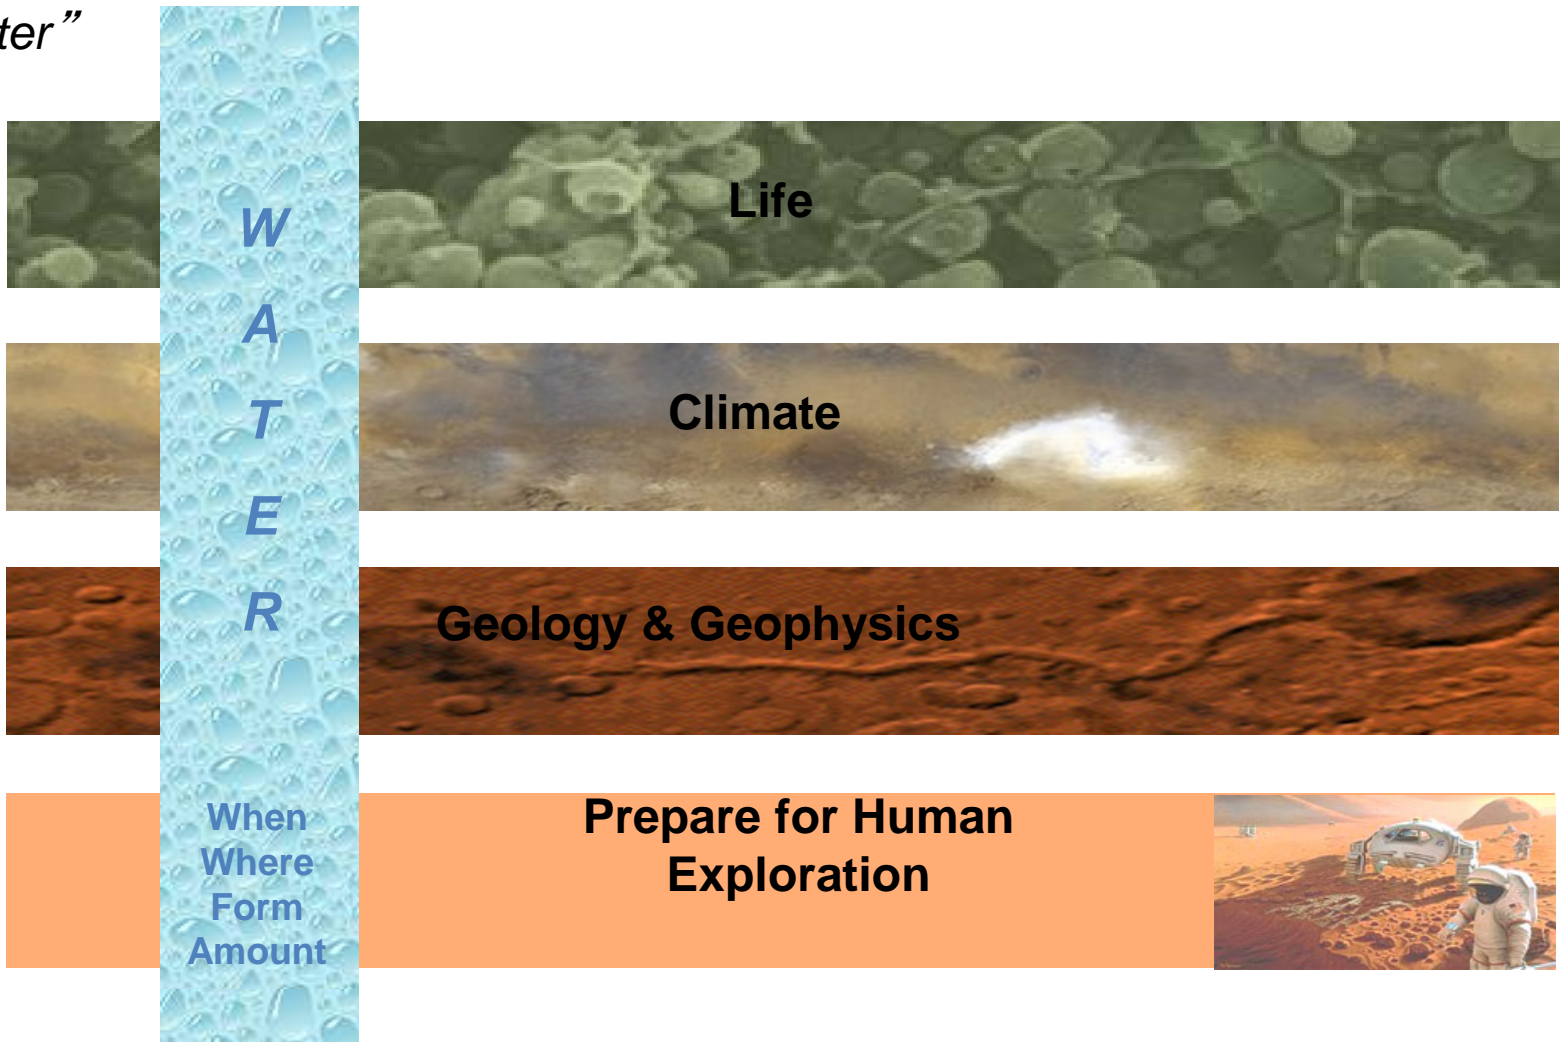 ter”
Life
W
A
T
E
R
Climate
Geology & Geophysics
When
Where
Form
Amount
Prepare for Human
Exploration